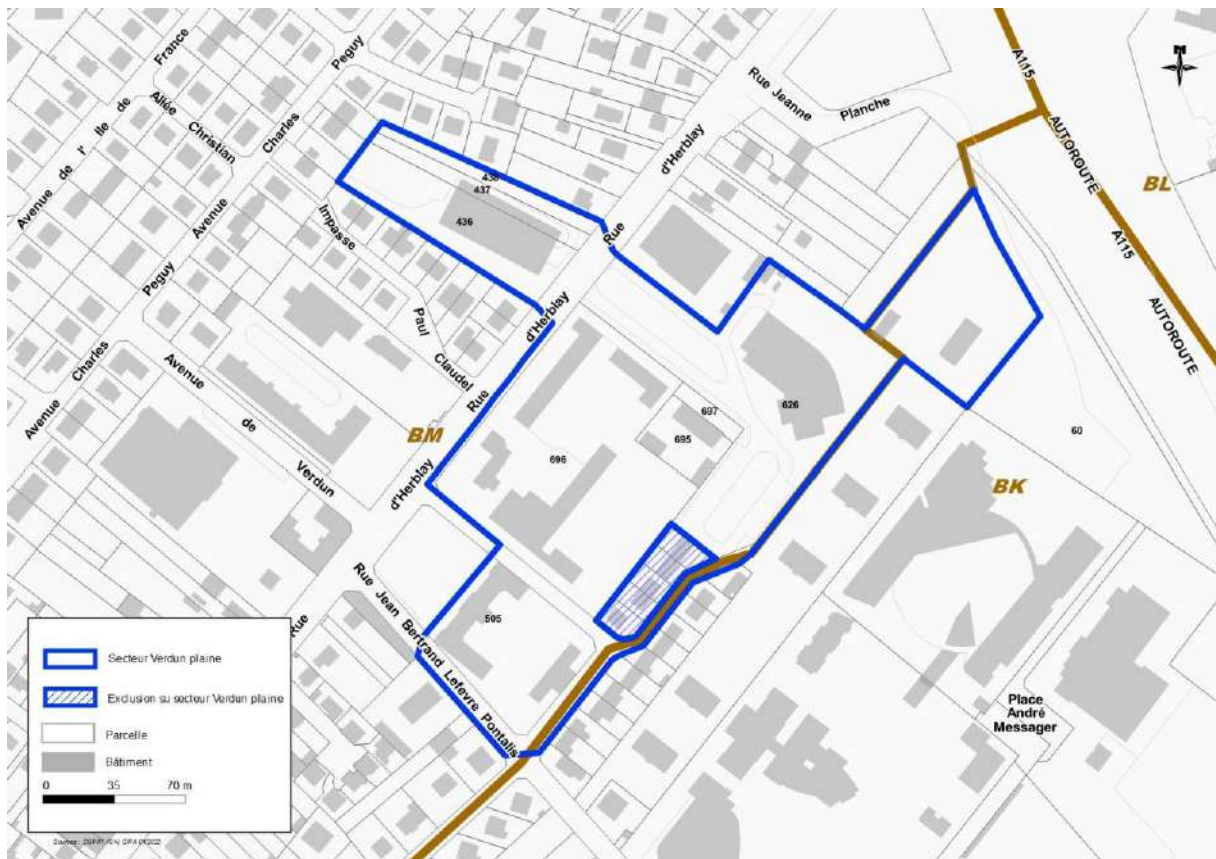 Avenue de l' Ile de France
Allée Christian
Avenue Charles Peguy
Avenue Charles Peguy
Impasse Paul Claudel
Avenue de Verdun
Rue d'Herblay
Rue d'Herblay
Rue d'Herblay
Rue Jeanne Planche
A115
AUTOROUTE
A115
AUTOROUTE
N
BL
438
437
436
BM
697
626
695
696
60
BK
505
Rue Jean Bertrand Lefevre Pontalis
Place
André
Messager
Secteur Verdun plaine
Exclusion su secteur Verdun plaine
Parcelle
Bâtiment
0 35 70 m